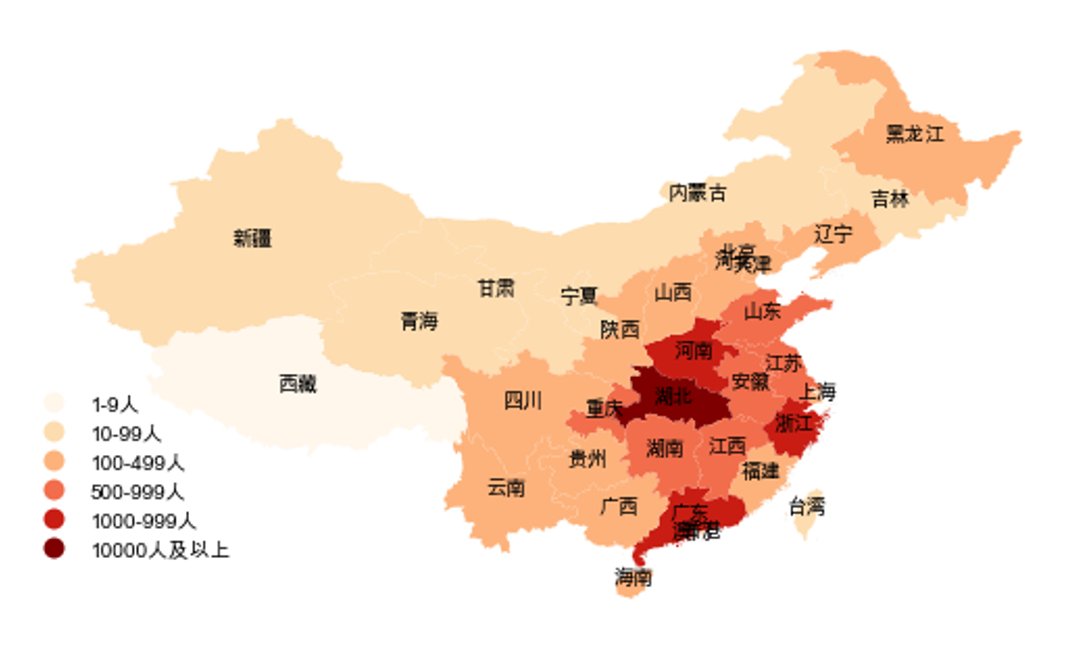 黑龙江
内蒙古
吉林
辽宁
新疆
北京
河北
天津
甘肃
宁夏
山西
青海
陕西
山东
河南
江苏
西藏
四川
重庆
湖北
安徽
上海
浙江
湖南
江西
贵州
福建
云南
广西
广东
台湾
澳门
香港
海南
1-9人
10-99人
100-499人
500-999人
1000-999人
10000人及以上